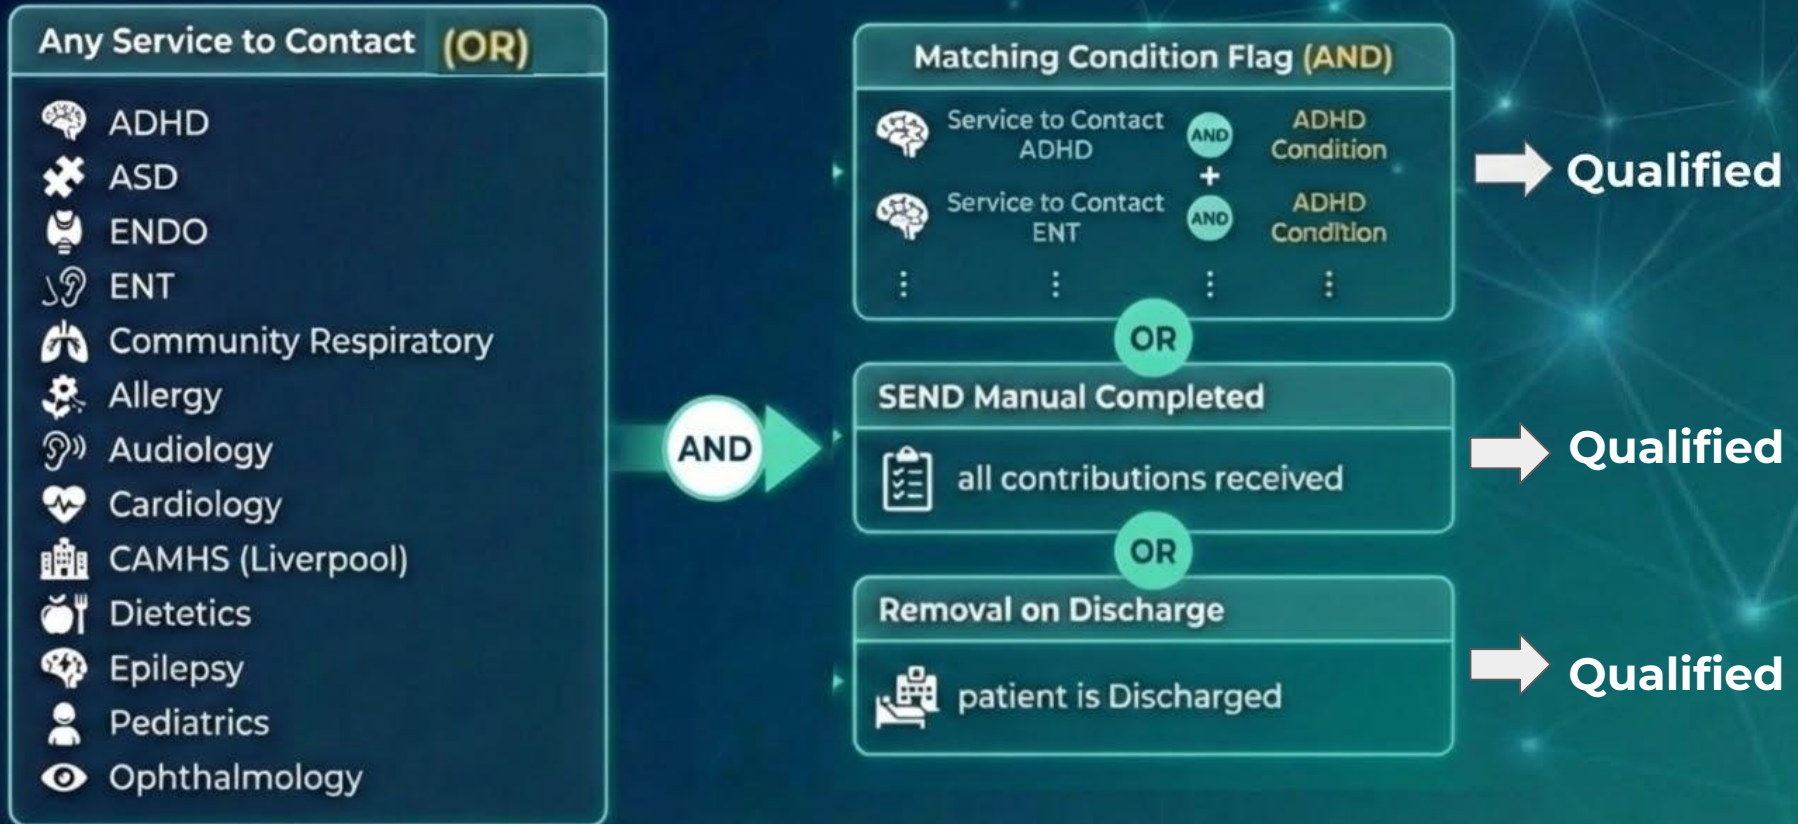 Any Service to Contact (OR)
ADHD
ASD
ENDO
ENT
Community Respiratory
Allergy
Audiology
Cardiology
CAMHS (Liverpool)
Dietetics
Epilepsy
Pediatrics
Ophthalmology
AND
Matching Condition Flag (AND)
Service to Contact
ADHD
AND
ADHD
Condition
+
Service to Contact
ENT
AND
ADHD
Condition
Qualified
OR
SEND Manual Completed
all contributions received
Qualified
OR
Removal on Discharge
patient is Discharged
Qualified